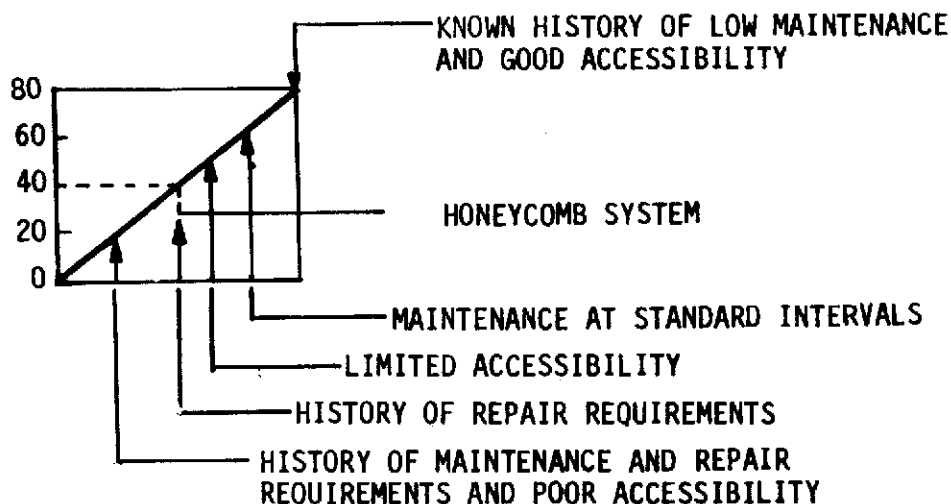 KNOWN HISTORY OF LOW MAINTENANCE
AND GOOD ACCESSIBILITY
80
60
40
20
0
HONEYCOMB SYSTEM
MAINTENANCE AT STANDARD INTERVALS
LIMITED ACCESSIBILITY
HISTORY OF REPAIR REQUIREMENTS
HISTORY OF MAINTENANCE AND REPAIR
REQUIREMENTS AND POOR ACCESSIBILITY